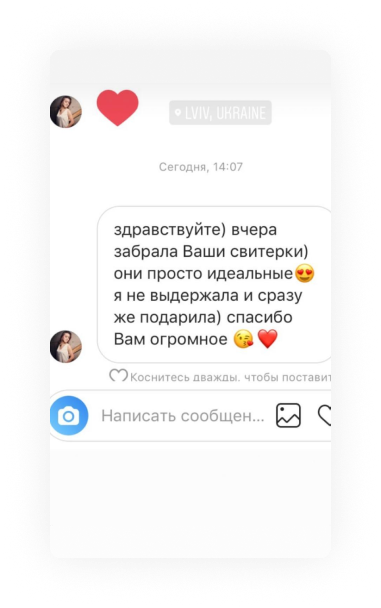 LVIV, UKRAINE
Сегодня, 14:07
здравствуйте) вчера
забрала Ваши свитерки)
они просто идеальные😍
я не выдержала и сразу
же подарила) спасибо
Вам огромное 😘❤️
Коснитесь дважды, чтобы поставит
Написать сообщен...